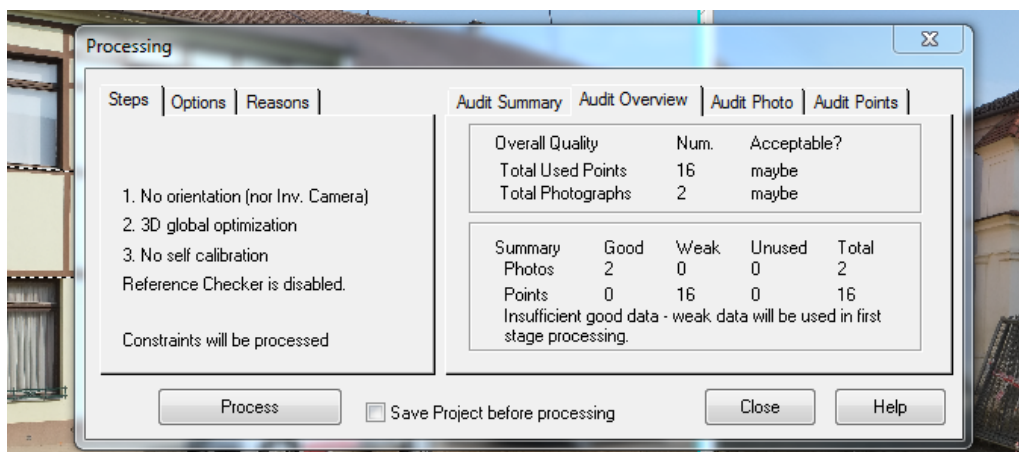 Processing
Steps Options Reasons
1. No orientation (nor Inv. Camera)
2. 3D global optimization
3. No self calibration
Reference Checker is disabled.
Constraints will be processed
Audit Summary Audit Overview Audit Photo Audit Points
Overall Quality Num. Acceptable?
Total Used Points 16 maybe
Total Photographs 2 maybe
Summary Good Weak Unused Total
Photos 2 0 0 2
Points 0 16 0 16
Insufficient good data - weak data will be used in first
stage processing.
Process Save Project before processing Close Help